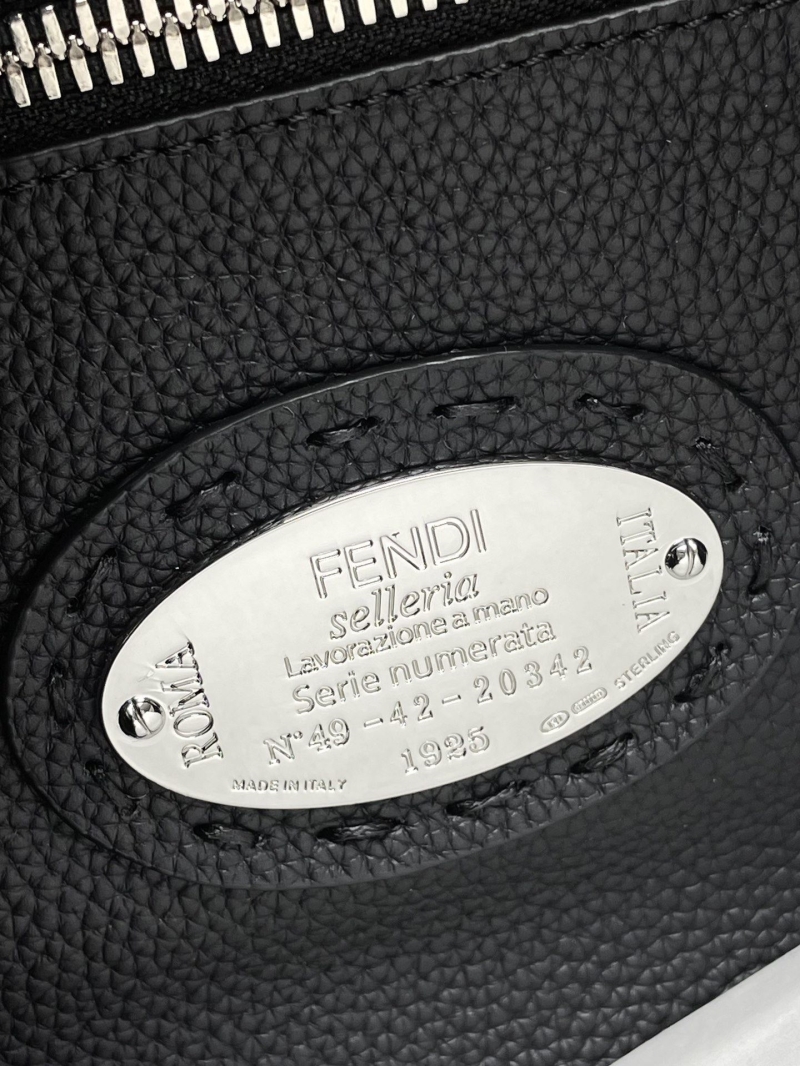 FENDI
selleria
Lavorazione a mano
Serie numerata
N° 49-42-20342
1925
ROMA
ITALIA
MADE IN ITALY
STERLING